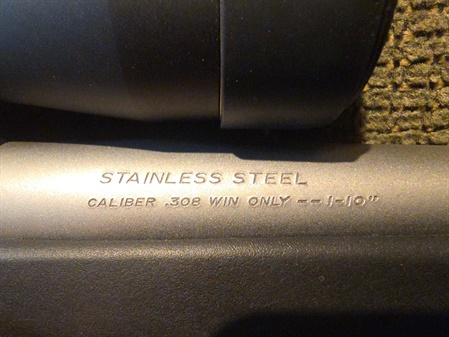 STAINLESS STEEL
CALIBER .308 WIN ONLY -- 1-10"